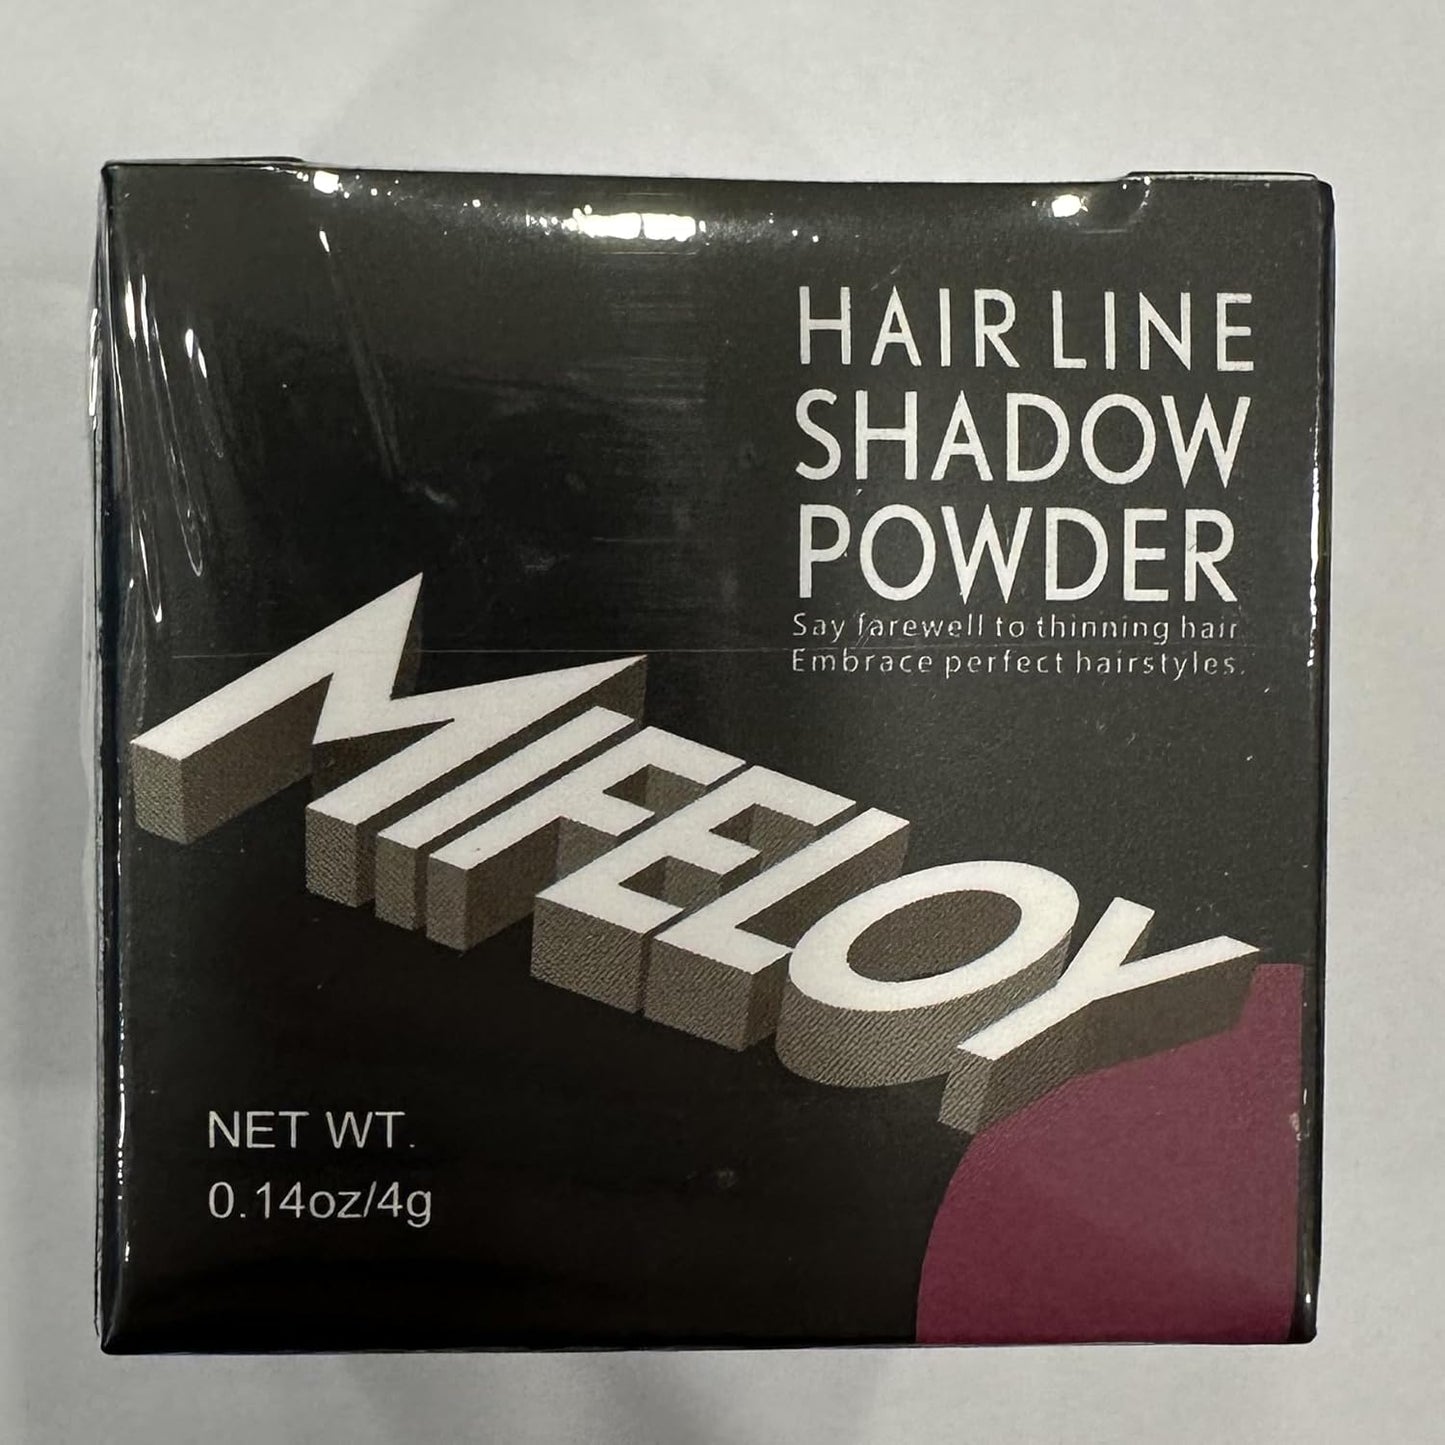 HAIR LINE
SHADOW
POWDER
Say farewell to thinning hair
Embrace perfect hairstyles.
MIFELOY
NET WT.
0.14oz/4g